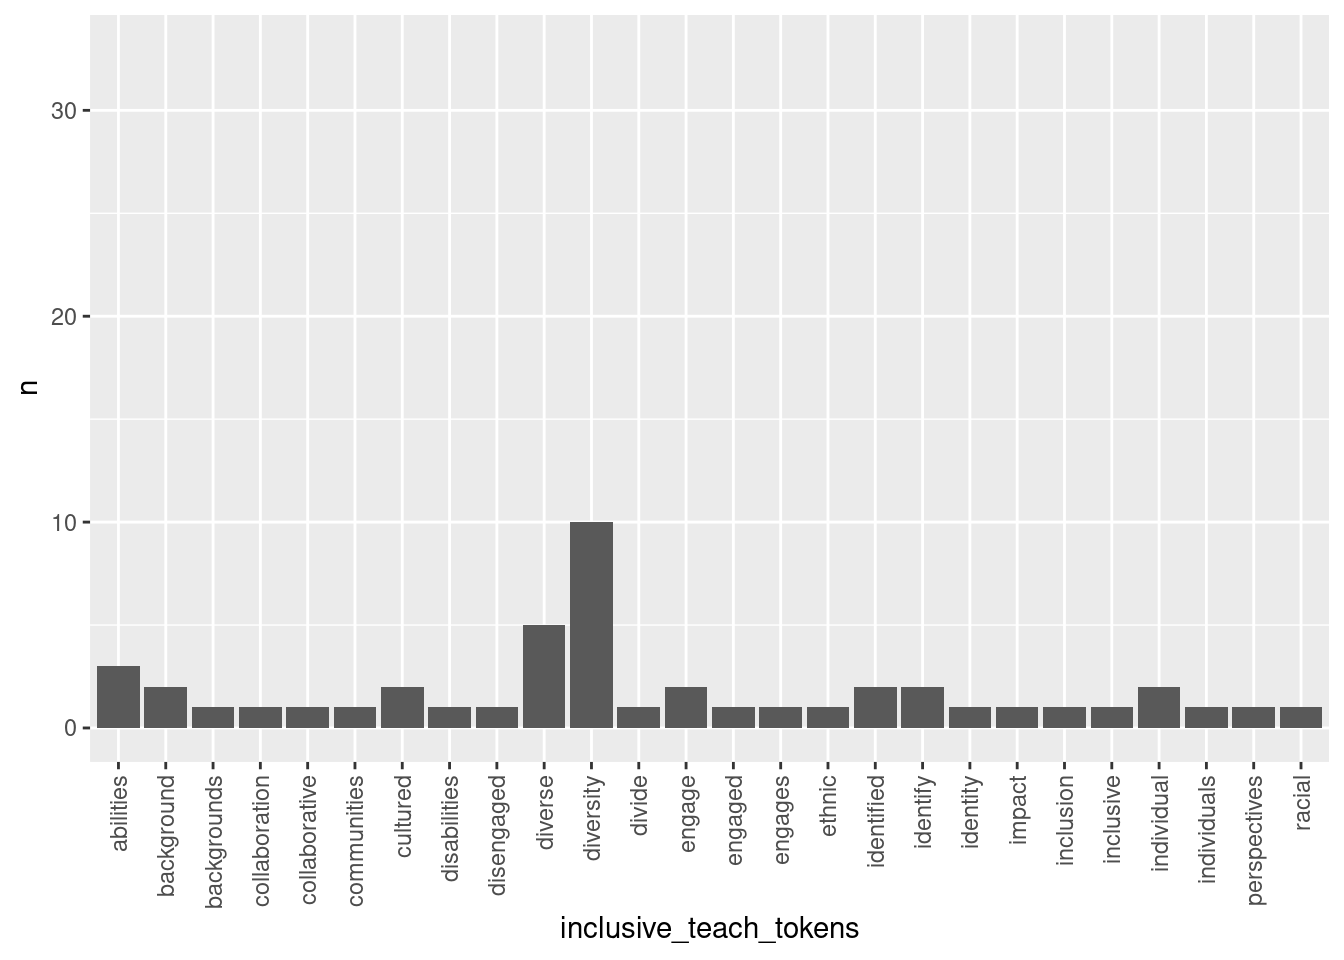 30
20
10
0
n
abilities
background
backgrounds
collaboration
collaborative
communities
cultured
disabilities
disengaged
diverse
diversity
divide
engage
engaged
engages
ethnic
identified
identify
identity
impact
inclusion
inclusive
individual
individuals
perspectives
racial
inclusive_teach_tokens